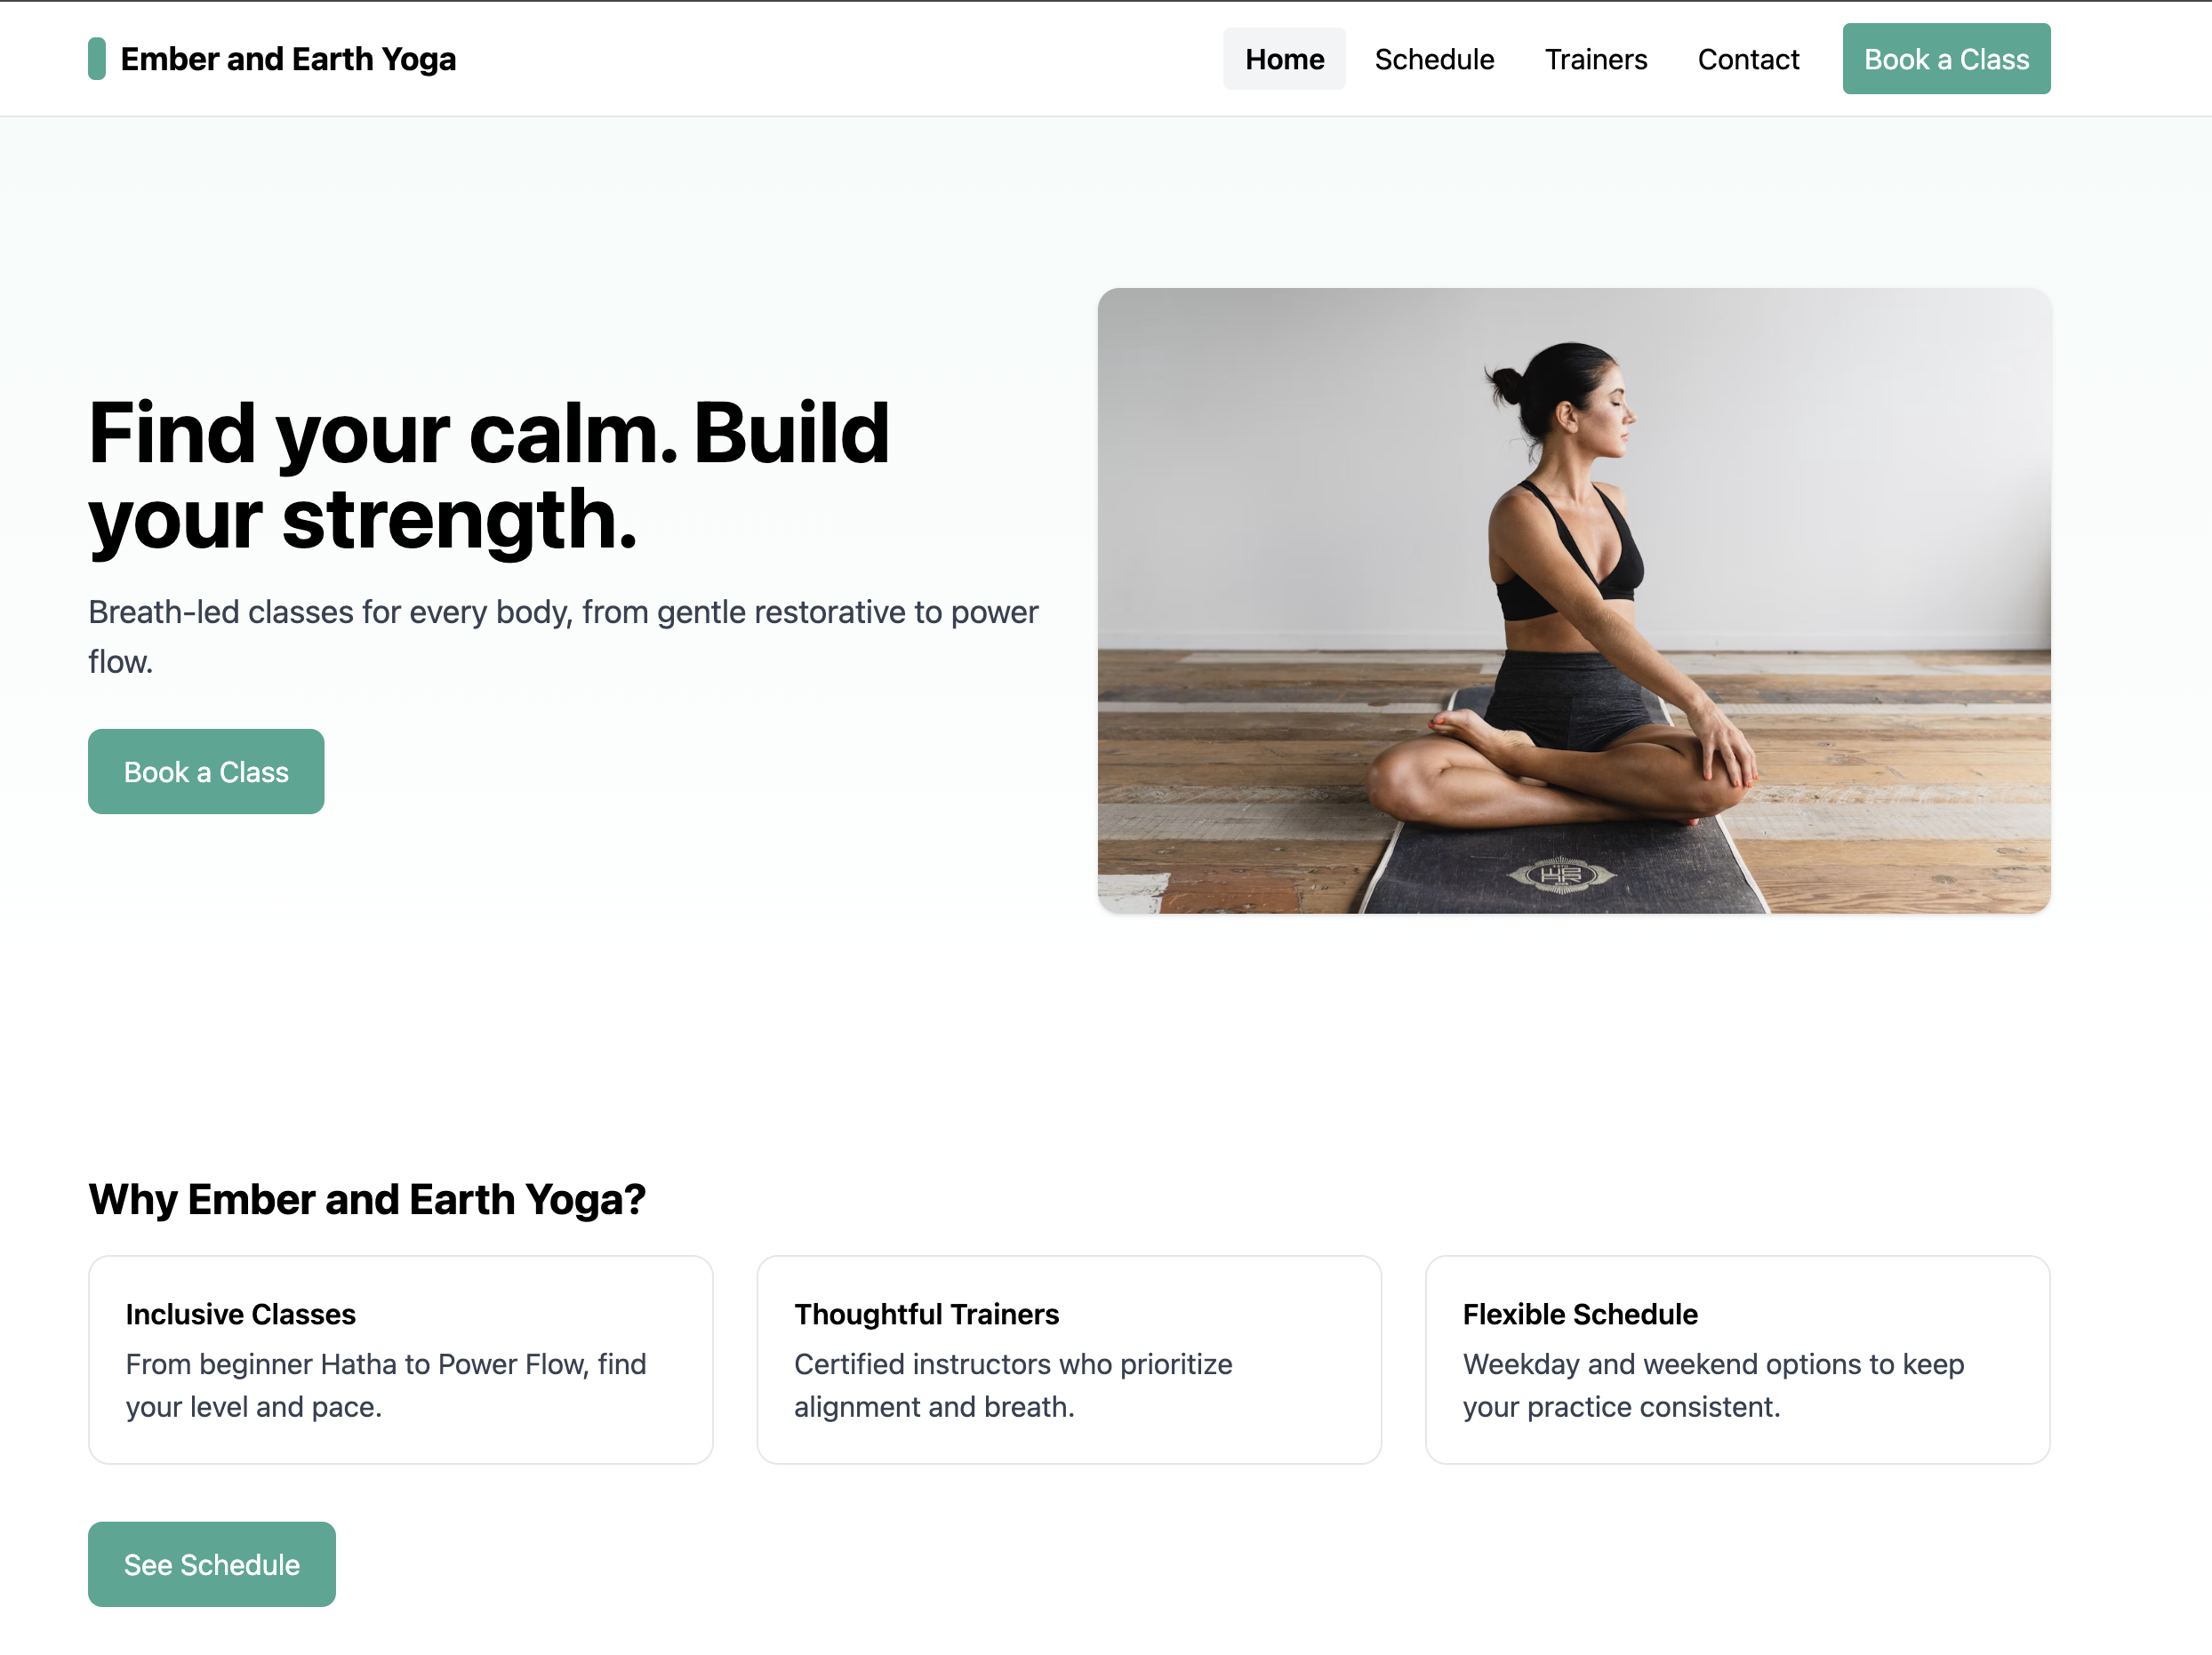 Ember and Earth Yoga
Home
Schedule
Trainers
Contact
Book a Class
Find your calm. Build
your strength.
Breath-led classes for every body, from gentle restorative to power
flow.
Book a Class
Why Ember and Earth Yoga?
Inclusive Classes
From beginner Hatha to Power Flow, find
your level and pace.
Thoughtful Trainers
Certified instructors who prioritize
alignment and breath.
Flexible Schedule
Weekday and weekend options to keep
your practice consistent.
See Schedule